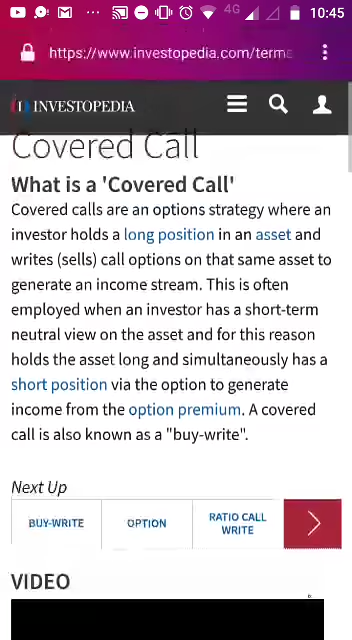 4G 10:45
https://www.investopedia.com/terms
INVESTOPEDIA
Covered Call
What is a 'Covered Call'
Covered calls are an options strategy where an
investor holds a long position in an asset and
writes (sells) call options on that same asset to
generate an income stream. This is often
employed when an investor has a short-term
neutral view on the asset and for this reason
holds the asset long and simultaneously has a
short position via the option to generate
income from the option premium. A covered
call is also known as a "buy-write".
Next Up
BUY-WRITE
OPTION
RATIO CALL
WRITE
VIDEO